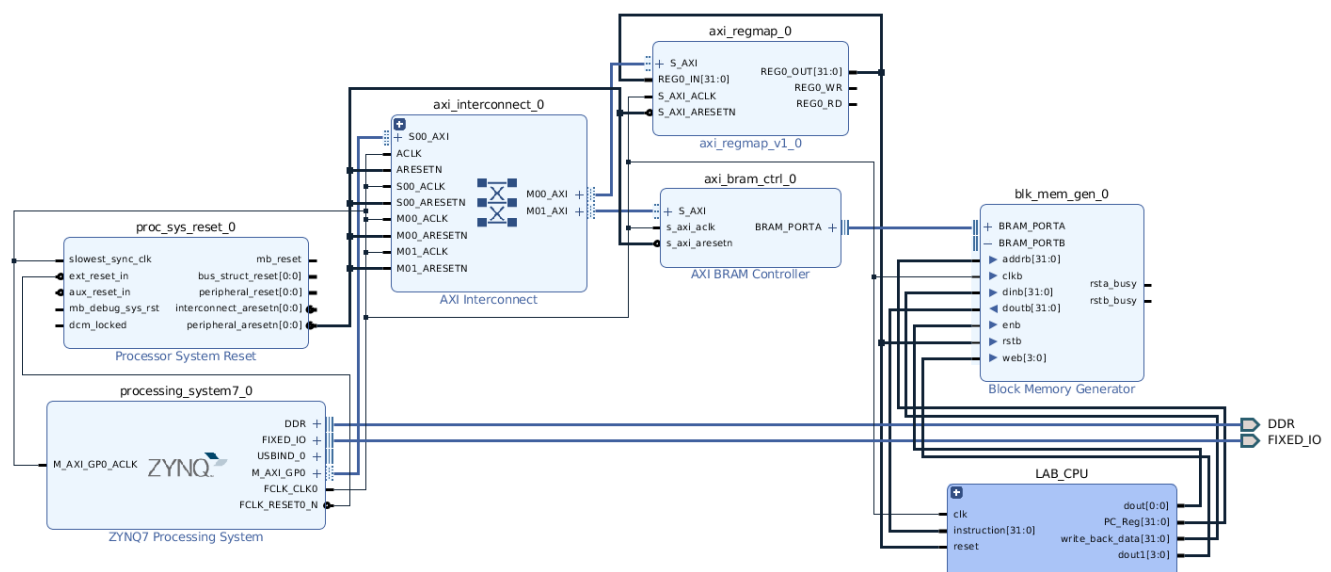 axi_regmap_0
S_AXI
REG0_IN[31:0]
S_AXI_ACLK
S_AXI_ARESETN
REG0_OUT[31:0]
REG0_WR
REG0_RD
axi_regmap_v1_0
axi_interconnect_0
S00_AXI
ACLK
ARESETN
S00_ACLK
S00_ARESETN
M00_ACLK
M00_ARESETN
M01_ACLK
M01_ARESETN
M00_AXI
M01_AXI
AXI Interconnect
axi_bram_ctrl_0
S_AXI
s_axi_aclk
s_axi_aresetn
BRAM_PORTA
AXI BRAM Controller
blk_mem_gen_0
BRAM_PORTA
BRAM_PORTB
addrb[31:0]
clkb
dinb[31:0]
doutb[31:0]
enb
rstb
web[3:0]
rsta_busy
rstb_busy
Block Memory Generator
proc_sys_reset_0
slowest_sync_clk
ext_reset_in
aux_reset_in
mb_debug_sys_rst
dcm_locked
mb_reset
bus_struct_reset[0:0]
peripheral_reset[0:0]
interconnect_aresetn[0:0]
peripheral_aresetn[0:0]
Processor System Reset
processing_system7_0
M_AXI_GP0_ACLK
ZYNQ
DDR
FIXED_IO
USBIND_0
M_AXI_GP0
FCLK_CLK0
FCLK_RESET0_N
ZYNQ7 Processing System
DDR
FIXED_IO
LAB_CPU
clk
instruction[31:0]
reset
dout[0:0]
PC_Reg[31:0]
write_back_data[31:0]
dout1[3:0]